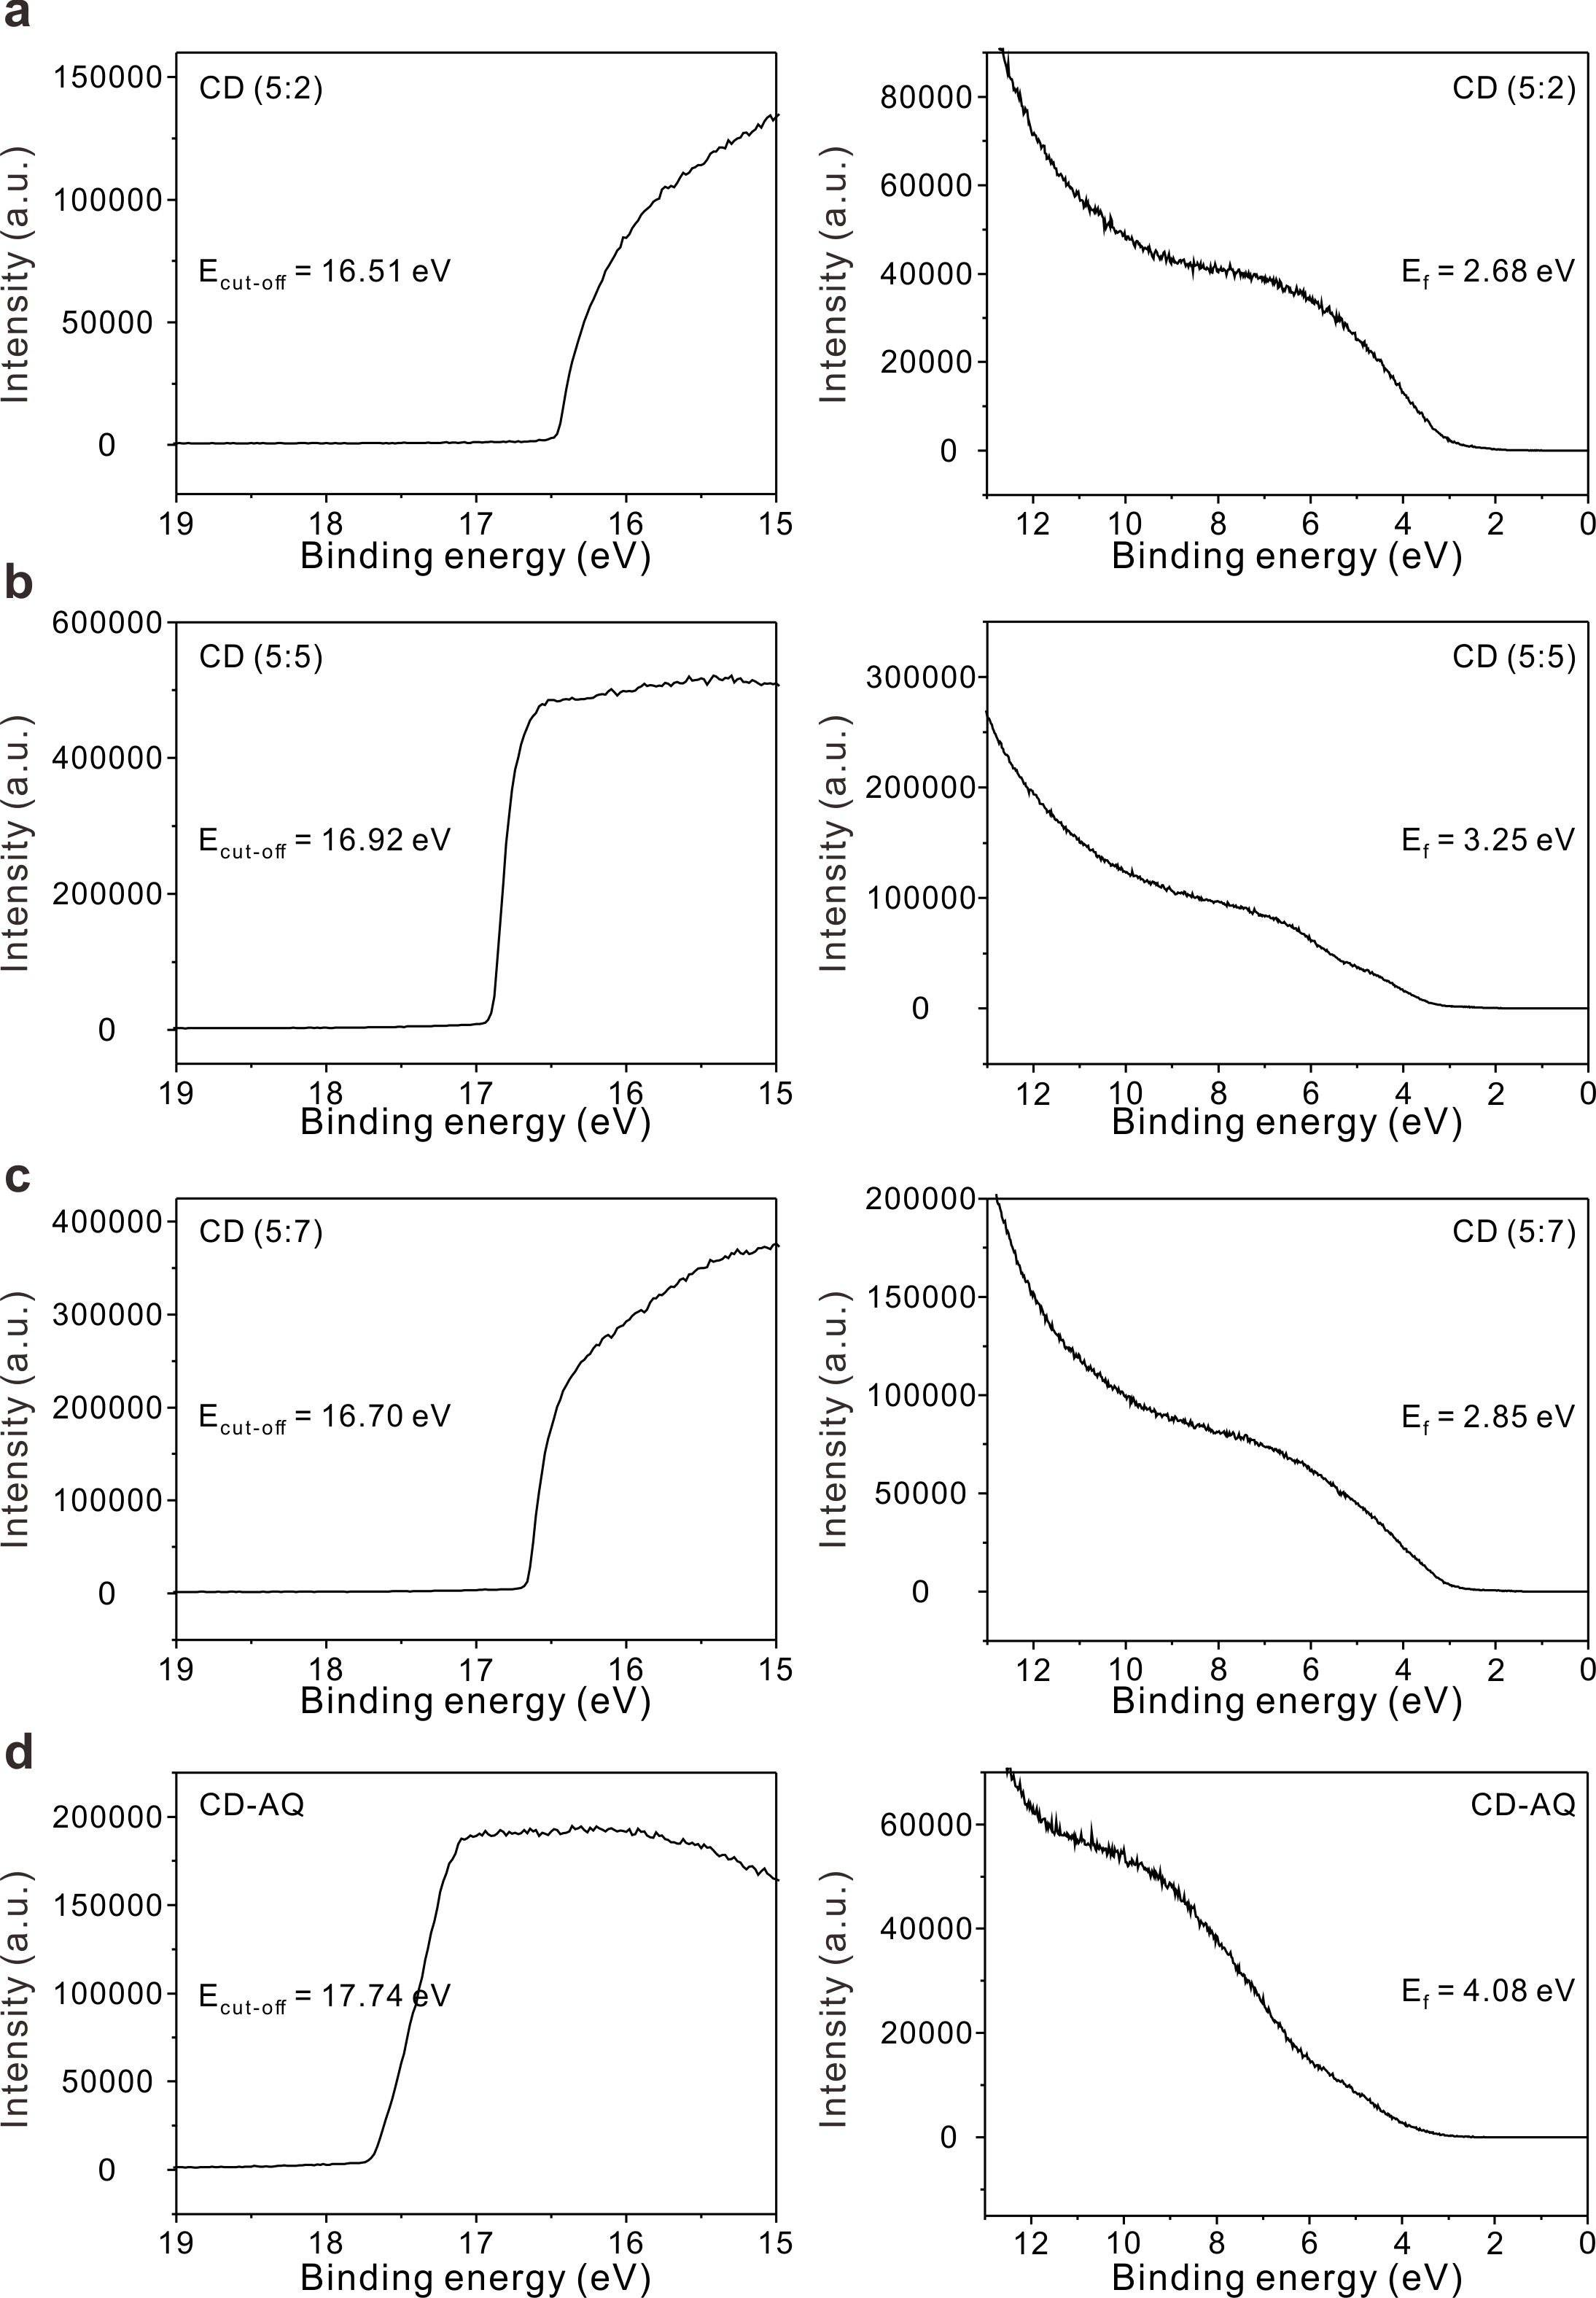 a
150000
100000
50000
0
Intensity (a.u.)
CD (5:2)
Ecut-off = 16.51 eV
19 18 17 16 15
Binding energy (eV)
80000
60000
40000
20000
0
Intensity (a.u.)
CD (5:2)
Ef = 2.68 eV
12 10 8 6 4 2 0
Binding energy (eV)
b
600000
400000
200000
0
Intensity (a.u.)
CD (5:5)
Ecut-off = 16.92 eV
19 18 17 16 15
Binding energy (eV)
300000
200000
100000
0
Intensity (a.u.)
CD (5:5)
Ef = 3.25 eV
12 10 8 6 4 2 0
Binding energy (eV)
c
400000
300000
200000
100000
0
Intensity (a.u.)
CD (5:7)
Ecut-off = 16.70 eV
19 18 17 16 15
Binding energy (eV)
200000
150000
100000
50000
0
Intensity (a.u.)
CD (5:7)
Ef = 2.85 eV
12 10 8 6 4 2 0
Binding energy (eV)
d
200000
150000
100000
50000
0
Intensity (a.u.)
CD-AQ
Ecut-off = 17.74 eV
19 18 17 16 15
Binding energy (eV)
60000
40000
20000
0
Intensity (a.u.)
CD-AQ
Ef = 4.08 eV
12 10 8 6 4 2 0
Binding energy (eV)